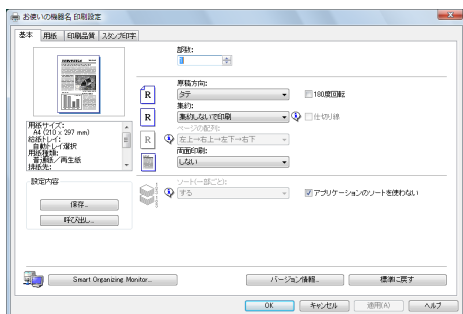 お使いの機器名 印刷設定
基本 用紙 印刷品質 スタンプ印字
部数:
1
原稿方向:
タテ
180度回転
集約:
集約しないで印刷
仕切り線
ページの配列:
左上→右上→左下→右下
両面印刷:
しない
ソート(一部ごと):
する
アプリケーションのソートを使わない
用紙サイズ:
A4 (210 x 297 mm)
給紙トレイ:
自動トレイ選択
用紙種類:
普通紙/再生紙
排紙先:
設定内容
保存...
呼び出し...
Smart Organizing Monitor...
バージョン情報...
標準に戻す
OK
キャンセル
適用(A)
ヘルプ